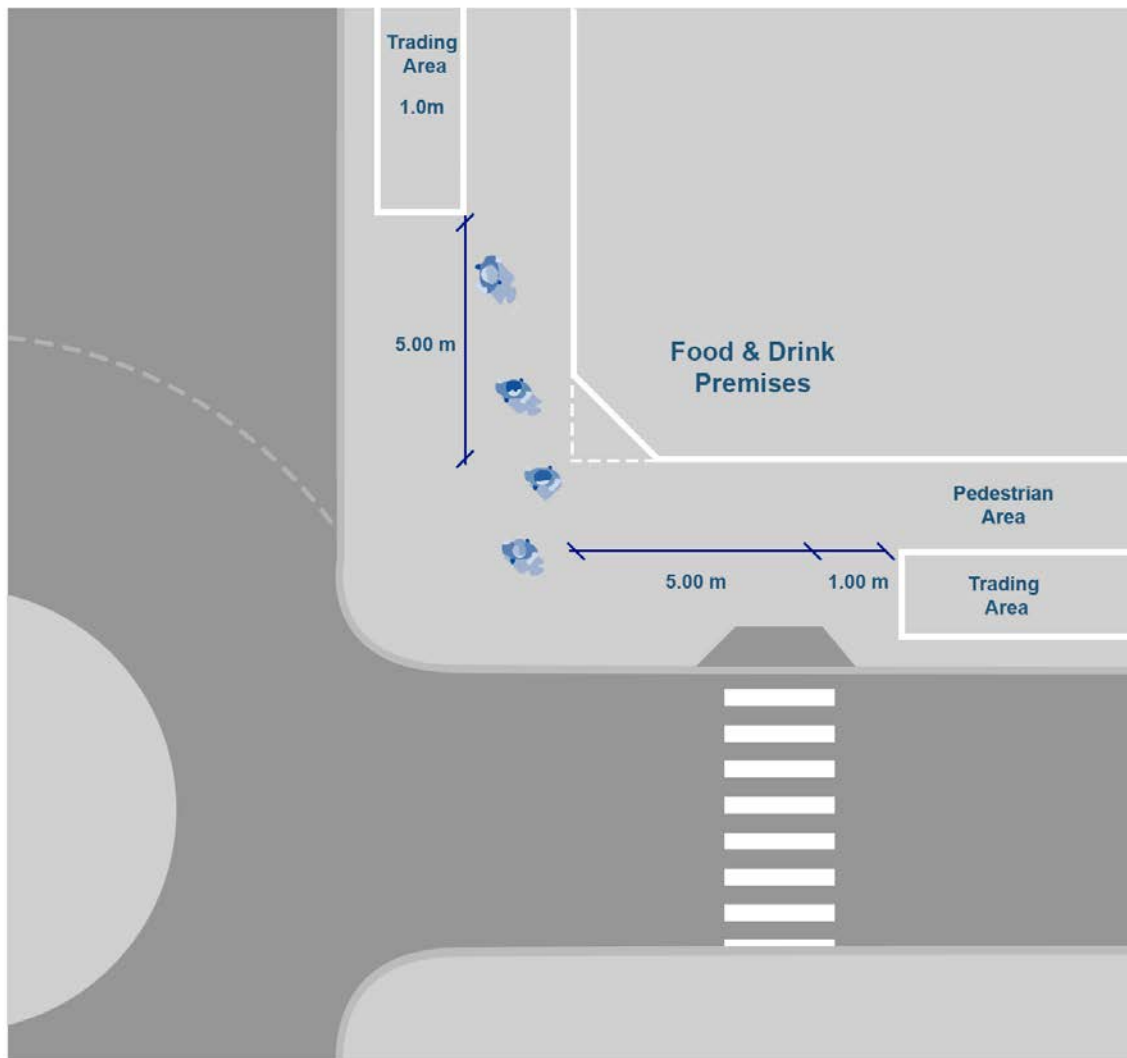 Trading
Area
1.0m
5.00 m
Food & Drink
Premises
Pedestrian
Area
5.00 m
1.00 m
Trading
Area